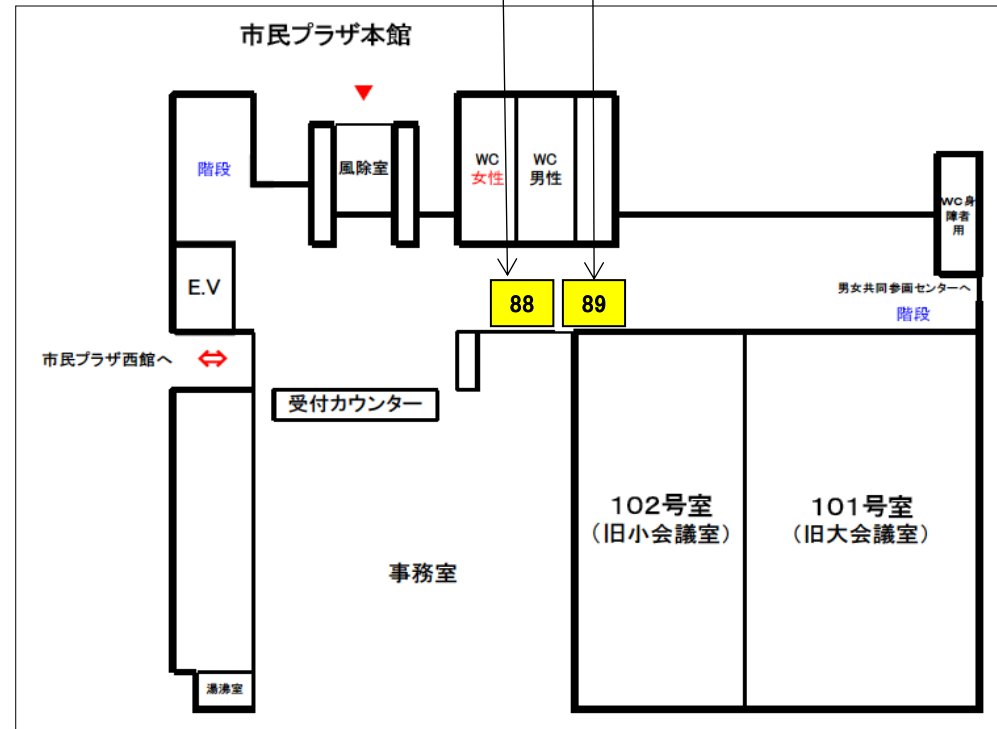 市民プラザ本館
階段
風除室
WC
女性
WC
男性
WC身
障者
用
E.V
88
89
男女共同参画センターへ
階段
市民プラザ西館へ
受付カウンター
102号室
（旧小会議室）
101号室
（旧大会議室）
事務室
湯沸室